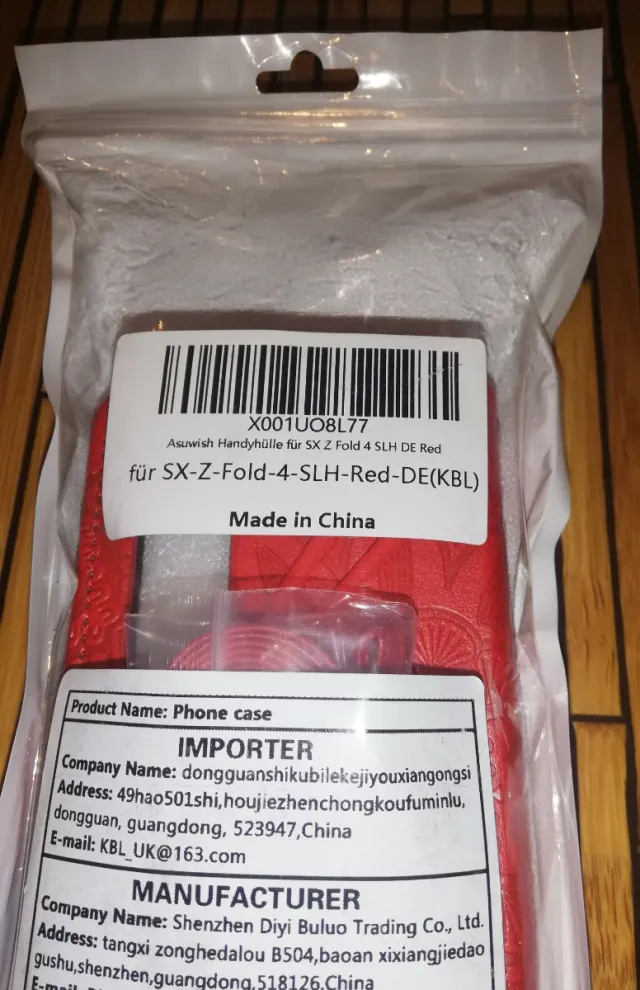 X001UO8L77
Asuwish Handyhülle für SX Z Fold 4 SLH DE Red
für SX-Z-Fold-4-SLH-Red-DE(KBL)
Made in China
Product Name: Phone case
IMPORTER
Company Name: dongguanshikubilekejiyouxiangongsi
Address: 49hao501shi,houjiezhenchongkoufuminlu,
dongguan, guangdong, 523947,China
E-mail: KBL_UK@163.com
MANUFACTURER
Company Name: Shenzhen Diyi Buluo Trading Co., Ltd.
Address: tangxi zonghedalou B504,baoan xixiangjiedao
gushu,shenzhen,guangdong,518126,China
E-mail: